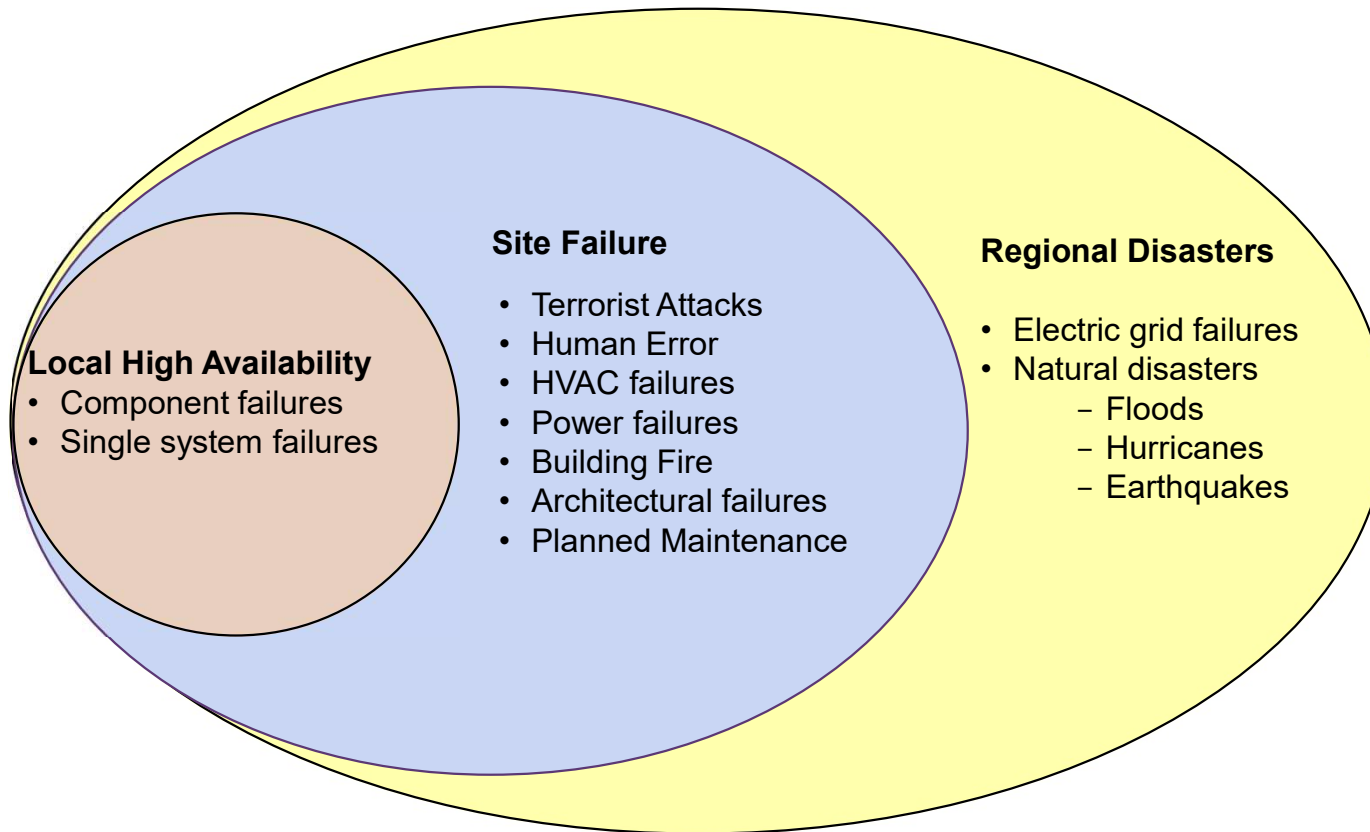 Local High Availability
• Component failures
• Single system failures
Site Failure
• Terrorist Attacks
• Human Error
• HVAC failures
• Power failures
• Building Fire
• Architectural failures
• Planned Maintenance
Regional Disasters
• Electric grid failures
• Natural disasters
– Floods
– Hurricanes
– Earthquakes